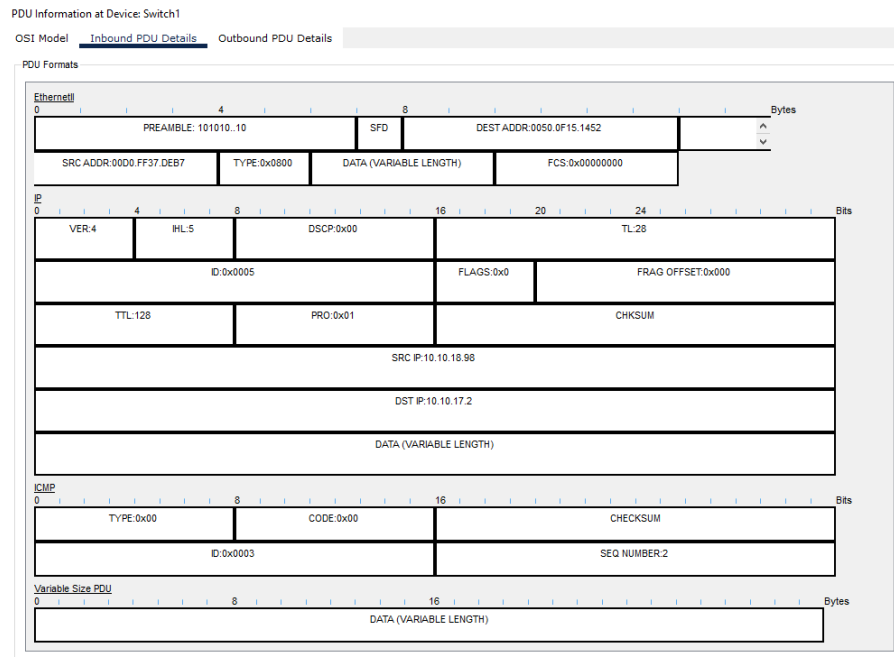 PDU Information at Device: Switch1
OSI Model Inbound PDU Details Outbound PDU Details
PDU Formats
EthernetII
0 4 8 Bytes
PREAMBLE: 101010..10 SFD DEST ADDR:0050.0F15.1452
SRC ADDR:00D0.FF37.DEB7 TYPE:0x0800 DATA (VARIABLE LENGTH) FCS:0x00000000
IP
0 4 8 16 20 24 Bits
VER:4 IHL:5 DSCP:0x00 TL:28
ID:0x0005 FLAGS:0x0 FRAG OFFSET:0x000
TTL:128 PRO:0x01 CHKSUM
SRC IP:10.10.18.98
DST IP:10.10.17.2
DATA (VARIABLE LENGTH)
ICMP
0 8 16 Bits
TYPE:0x00 CODE:0x00 CHECKSUM
ID:0x0003 SEQ NUMBER:2
Variable Size PDU
0 8 16 Bytes
DATA (VARIABLE LENGTH)